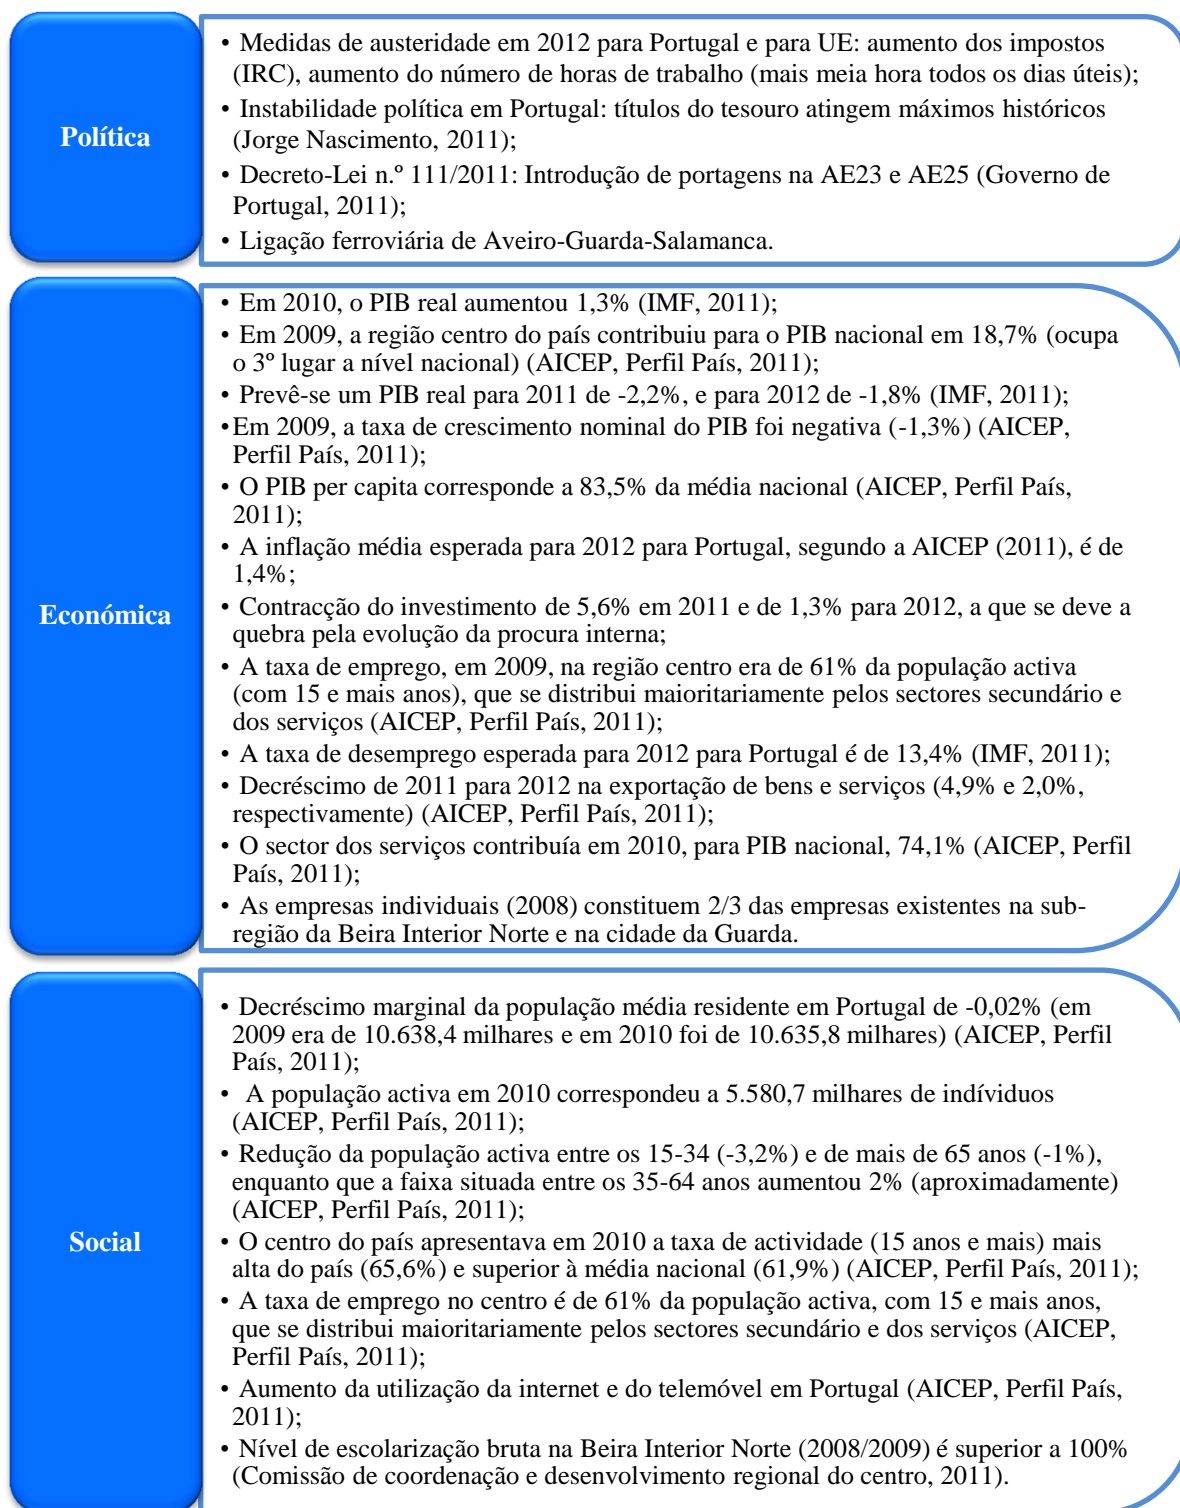 Política
• Medidas de austeridade em 2012 para Portugal e para UE: aumento dos impostos
(IRC), aumento do número de horas de trabalho (mais meia hora todos os dias úteis);
• Instabilidade política em Portugal: títulos do tesouro atingem máximos históricos
(Jorge Nascimento, 2011);
• Decreto-Lei n.º 111/2011: Introdução de portagens na AE23 e AE25 (Governo de
Portugal, 2011);
• Ligação ferroviária de Aveiro-Guarda-Salamanca.
Económica
• Em 2010, o PIB real aumentou 1,3% (IMF, 2011);
• Em 2009, a região centro do país contribuiu para o PIB nacional em 18,7% (ocupa
o 3º lugar a nível nacional) (AICEP, Perfil País, 2011);
• Prevê-se um PIB real para 2011 de -2,2%, e para 2012 de -1,8% (IMF, 2011);
•Em 2009, a taxa de crescimento nominal do PIB foi negativa (-1,3%) (AICEP,
Perfil País, 2011);
• O PIB per capita corresponde a 83,5% da média nacional (AICEP, Perfil País,
2011);
• A inflação média esperada para 2012 para Portugal, segundo a AICEP (2011), é de
1,4%;
• Contracção do investimento de 5,6% em 2011 e de 1,3% para 2012, a que se deve a
quebra pela evolução da procura interna;
• A taxa de emprego, em 2009, na região centro era de 61% da população activa
(com 15 e mais anos), que se distribui maioritariamente pelos sectores secundário e
dos serviços (AICEP, Perfil País, 2011);
• A taxa de desemprego esperada para 2012 para Portugal é de 13,4% (IMF, 2011);
• Decréscimo de 2011 para 2012 na exportação de bens e serviços (4,9% e 2,0%,
respectivamente) (AICEP, Perfil País, 2011);
• O sector dos serviços contribuía em 2010, para PIB nacional, 74,1% (AICEP, Perfil
País, 2011);
• As empresas individuais (2008) constituem 2/3 das empresas existentes na sub-
região da Beira Interior Norte e na cidade da Guarda.
Social
• Decréscimo marginal da população média residente em Portugal de -0,02% (em
2009 era de 10.638,4 milhares e em 2010 foi de 10.635,8 milhares) (AICEP, Perfil
País, 2011);
• A população activa em 2010 correspondeu a 5.580,7 milhares de indíviduos
(AICEP, Perfil País, 2011);
• Redução da população activa entre os 15-34 (-3,2%) e de mais de 65 anos (-1%),
enquanto que a faixa situada entre os 35-64 anos aumentou 2% (aproximadamente)
(AICEP, Perfil País, 2011);
• O centro do país apresentava em 2010 a taxa de actividade (15 anos e mais) mais
alta do país (65,6%) e superior à média nacional (61,9%) (AICEP, Perfil País, 2011);
• A taxa de emprego no centro é de 61% da população activa, com 15 e mais anos,
que se distribui maioritariamente pelos sectores secundário e dos serviços (AICEP,
Perfil País, 2011);
• Aumento da utilização da internet e do telemóvel em Portugal (AICEP, Perfil País,
2011);
• Nível de escolarização bruta na Beira Interior Norte (2008/2009) é superior a 100%
(Comissão de coordenação e desenvolvimento regional do centro, 2011).